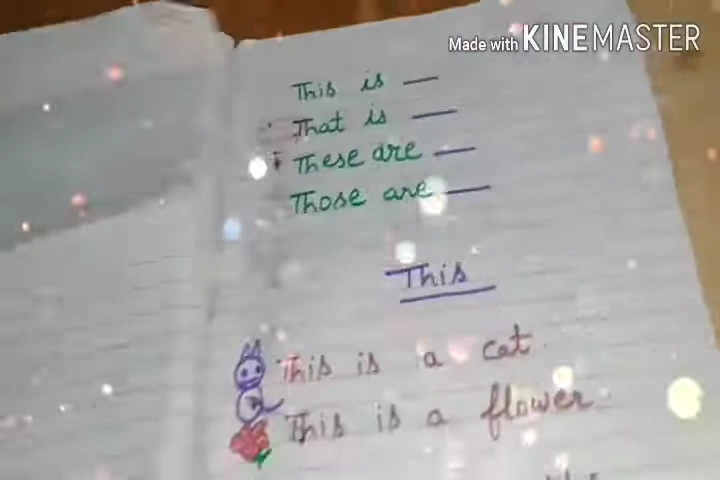 Made with KINEMASTER
This is —
That is —
These are —
Those are —
This
This is a cat
This is a flower